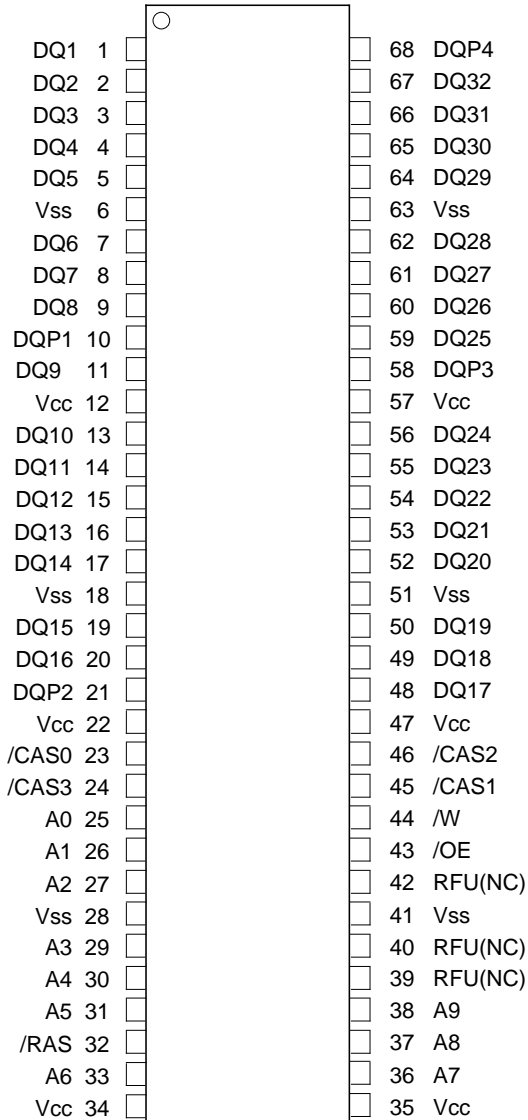 DQ1 1 68 DQP4
DQ2 2 67 DQ32
DQ3 3 66 DQ31
DQ4 4 65 DQ30
DQ5 5 64 DQ29
Vss 6 63 Vss
DQ6 7 62 DQ28
DQ7 8 61 DQ27
DQ8 9 60 DQ26
DQP1 10 59 DQ25
DQ9 11 58 DQP3
Vcc 12 57 Vcc
DQ10 13 56 DQ24
DQ11 14 55 DQ23
DQ12 15 54 DQ22
DQ13 16 53 DQ21
DQ14 17 52 DQ20
Vss 18 51 Vss
DQ15 19 50 DQ19
DQ16 20 49 DQ18
DQP2 21 48 DQ17
Vcc 22 47 Vcc
/CAS0 23 46 /CAS2
/CAS3 24 45 /CAS1
A0 25 44 /W
A1 26 43 /OE
A2 27 42 RFU(NC)
Vss 28 41 Vss
A3 29 40 RFU(NC)
A4 30 39 RFU(NC)
A5 31 38 A9
/RAS 32 37 A8
A6 33 36 A7
Vcc 34 35 Vcc